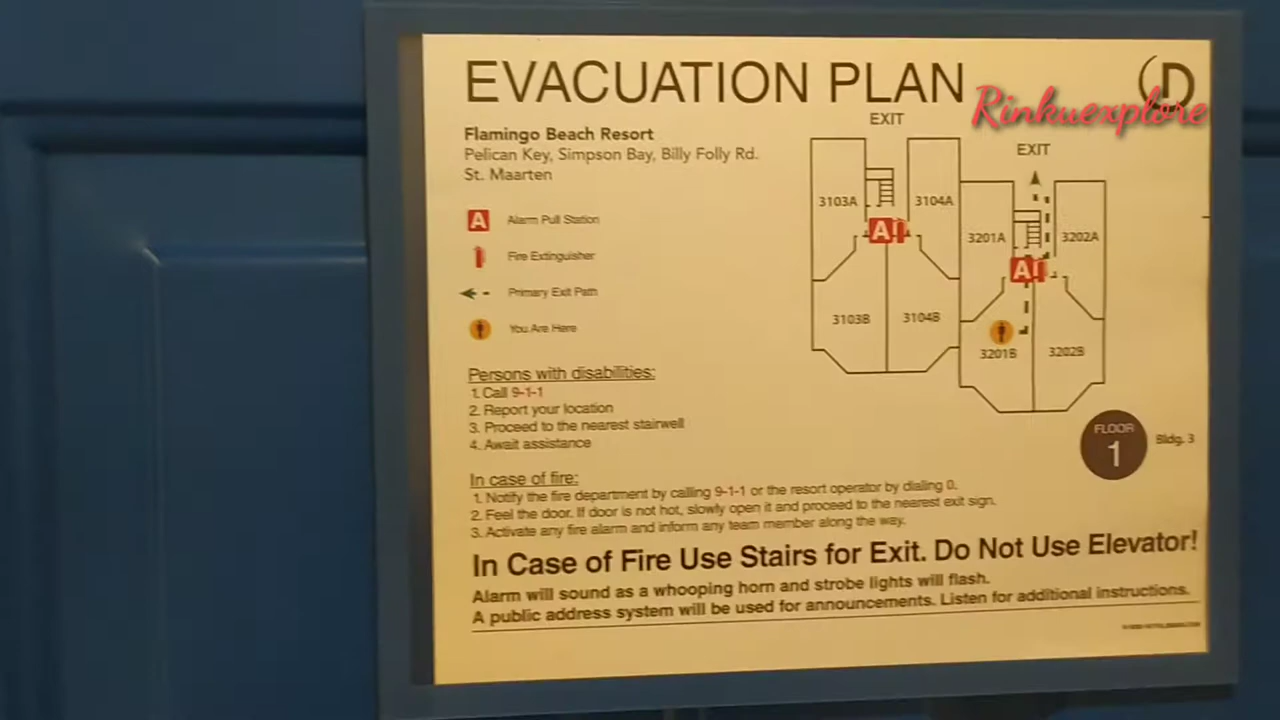 EVACUATION PLAN
D
Rinkuexplore
Flamingo Beach Resort
Pelican Key, Simpson Bay, Billy Folly Rd.
St. Maarten
A Alarm Pull Station
Fire Extinguisher
Primary Exit Path
You Are Here
EXIT
EXIT
3103A
3104A
3201A
3202A
A
A
3103B
3104B
3201B
3202B
FLOOR
1
Bldg. 3
Persons with disabilities:
1. Call 9-1-1
2. Report your location
3. Proceed to the nearest stairwell
4. Await assistance
In case of fire:
1. Notify the fire department by calling 9-1-1 or the resort operator by dialing 0.
2. Feel the door. If door is not hot, slowly open it and proceed to the nearest exit sign.
3. Activate any fire alarm and inform any team member along the way.
In Case of Fire Use Stairs for Exit. Do Not Use Elevator!
Alarm will sound as a whooping horn and strobe lights will flash.
A public address system will be used for announcements. Listen for additional instructions.